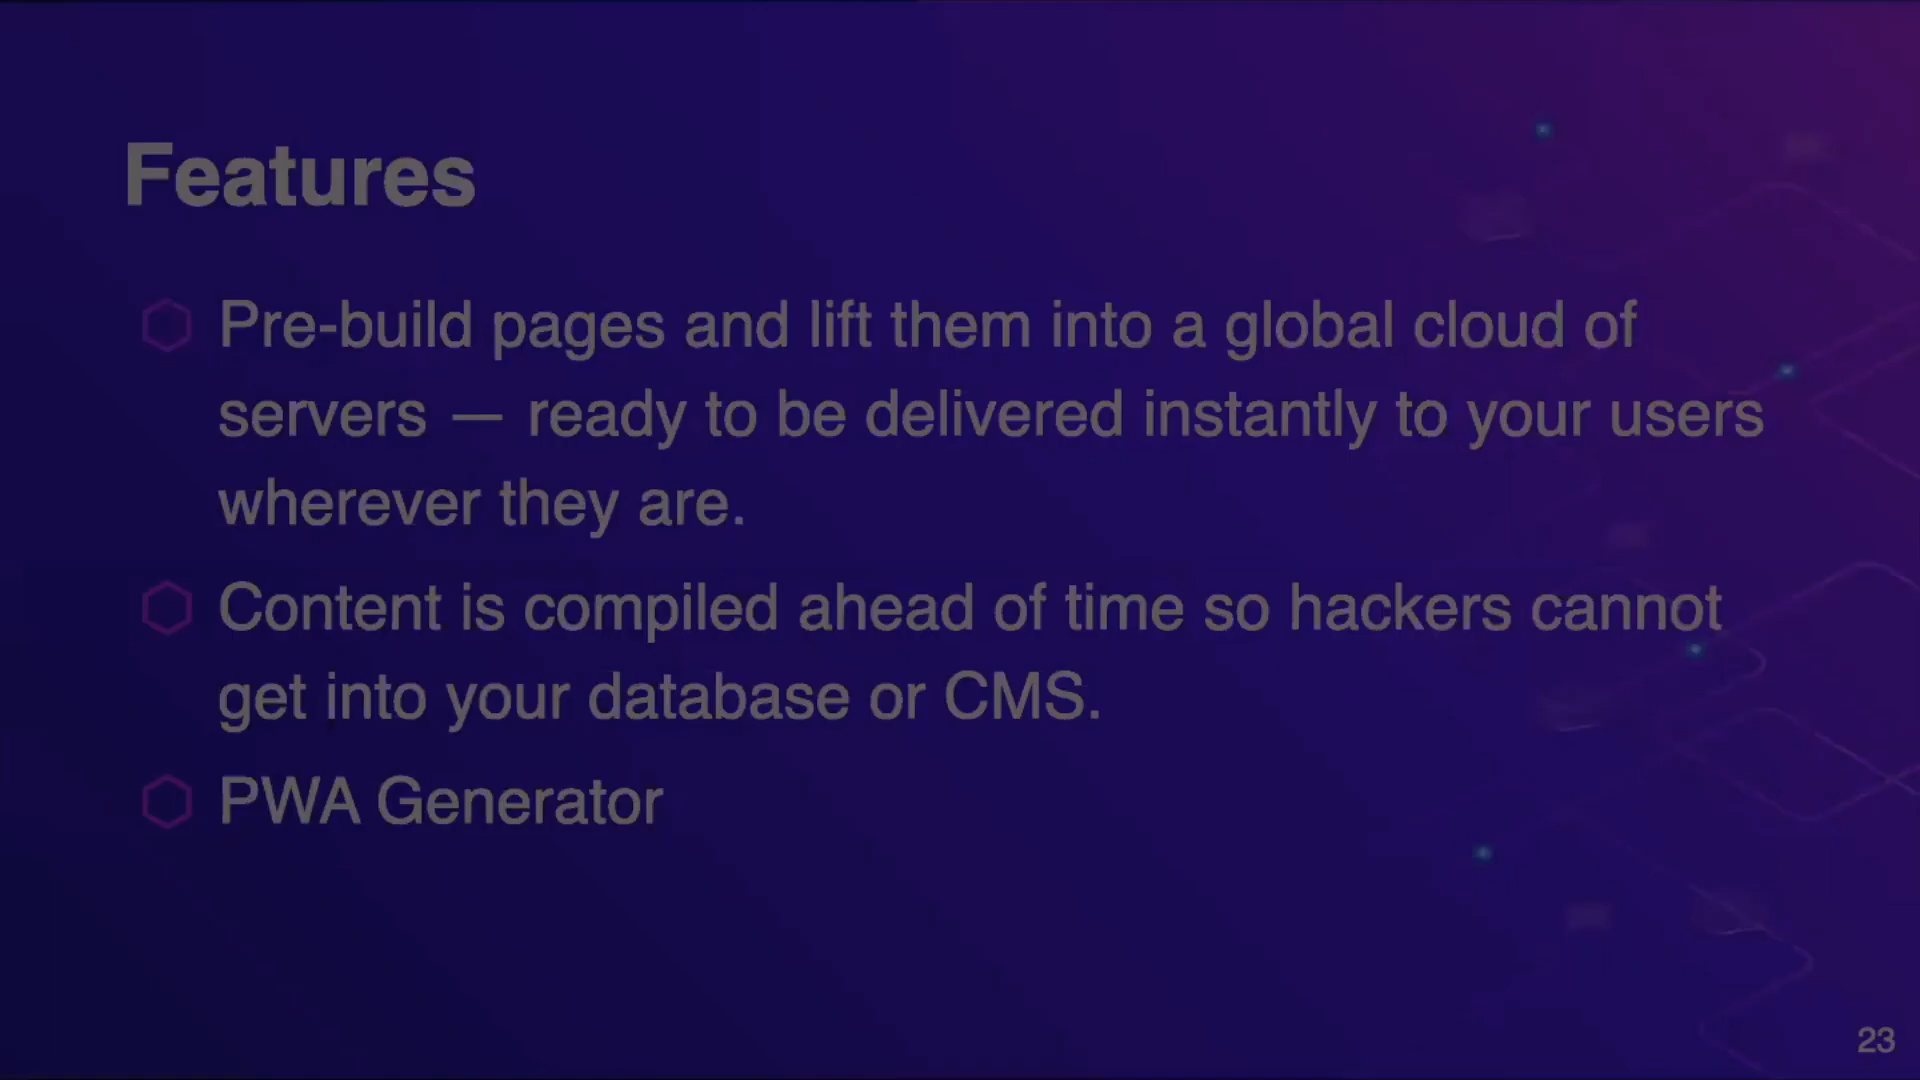 Features
Pre-build pages and lift them into a global cloud of
servers — ready to be delivered instantly to your users
wherever they are.
Content is compiled ahead of time so hackers cannot
get into your database or CMS.
PWA Generator
23